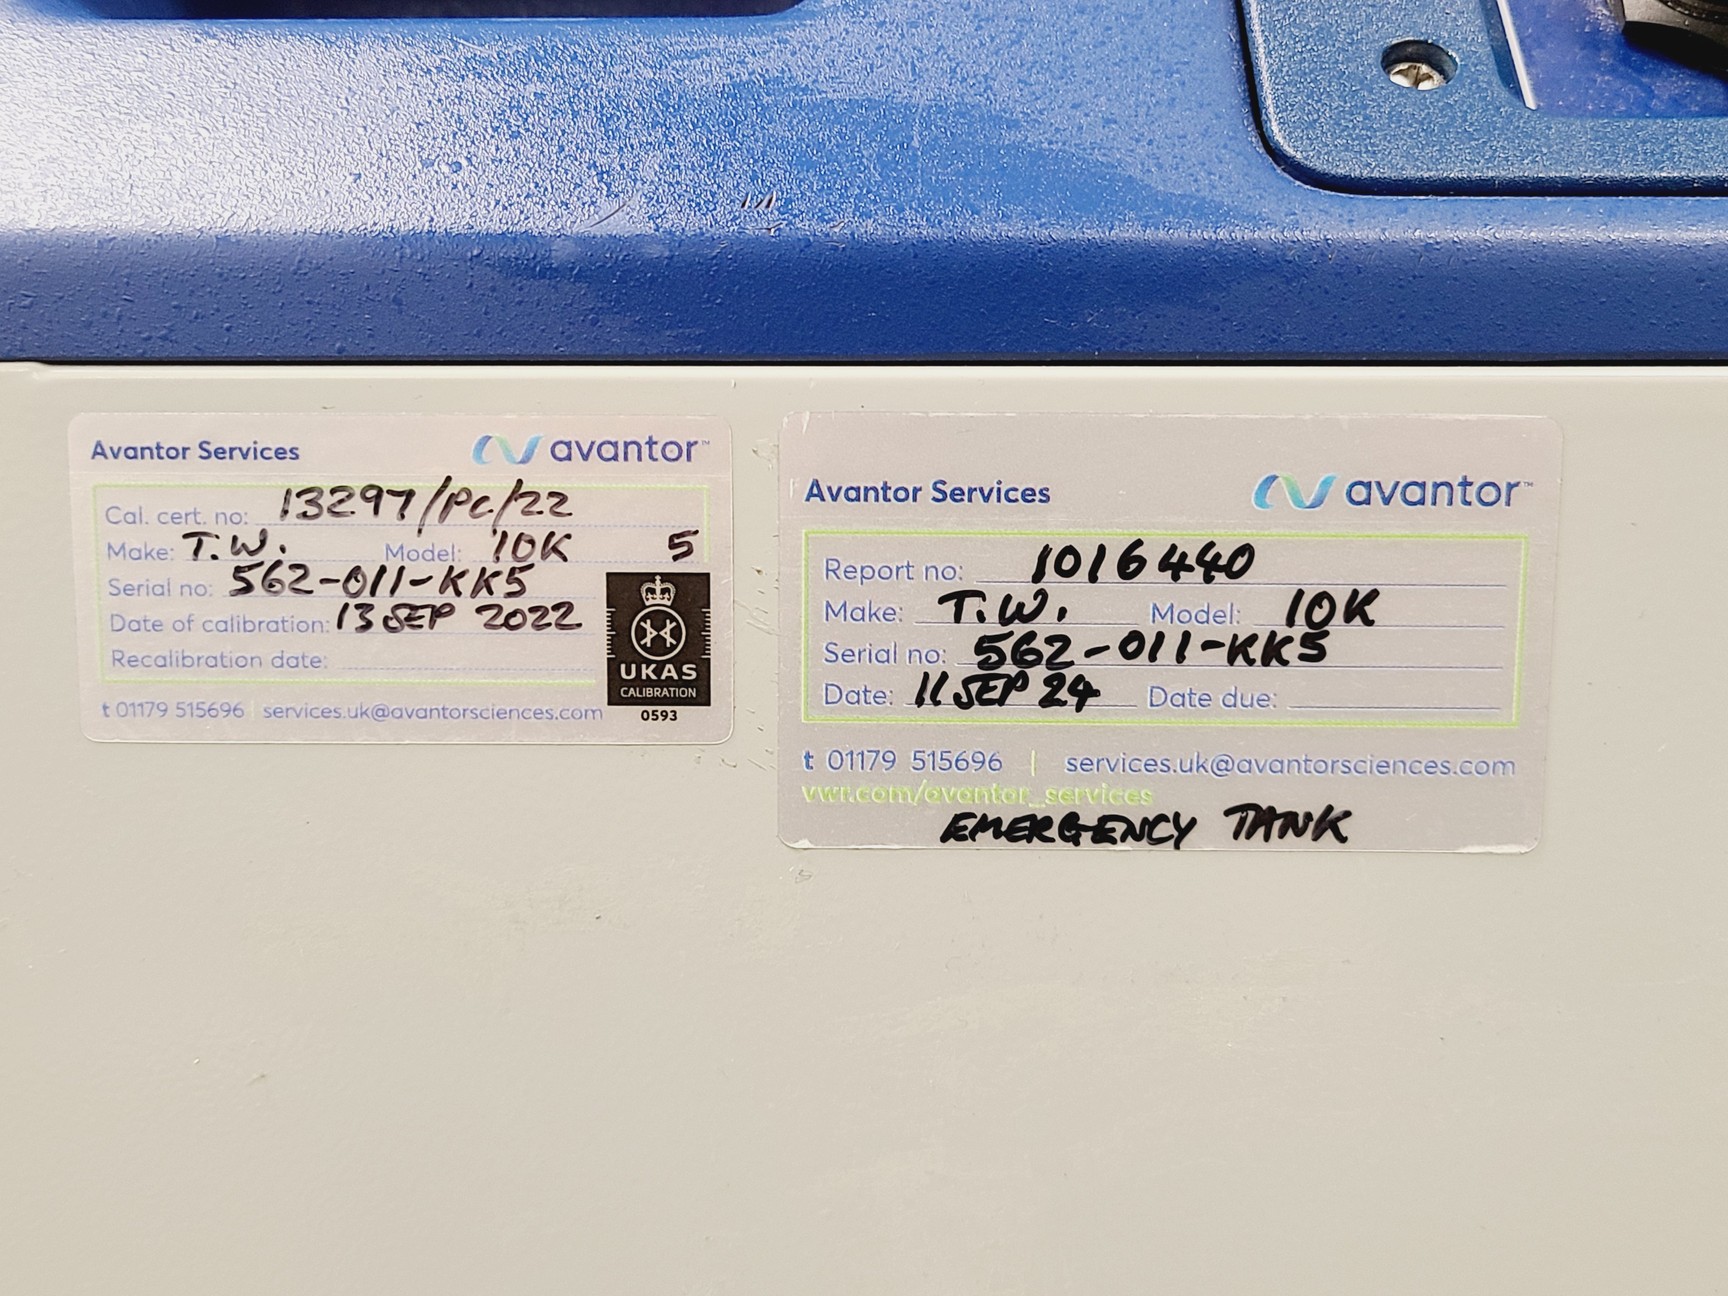 Avantor Services avantor™
Cal. cert. no: 13297/PC/22
Make: T.W. Model: 10K 5
Serial no: 562-011-KK5
Date of calibration: 13 SEP 2022
Recalibration date:
UKAS
CALIBRATION
0593
t 01179 515696 | services.uk@avantorsciences.com
Avantor Services avantor™
Report no: 1016440
Make: T.W. Model: 10K
Serial no: 562-011-KK5
Date: 11 SEP 24 Date due:
t 01179 515696 | services.uk@avantorsciences.com
vwr.com/avantor_services
EMERGENCY TANK